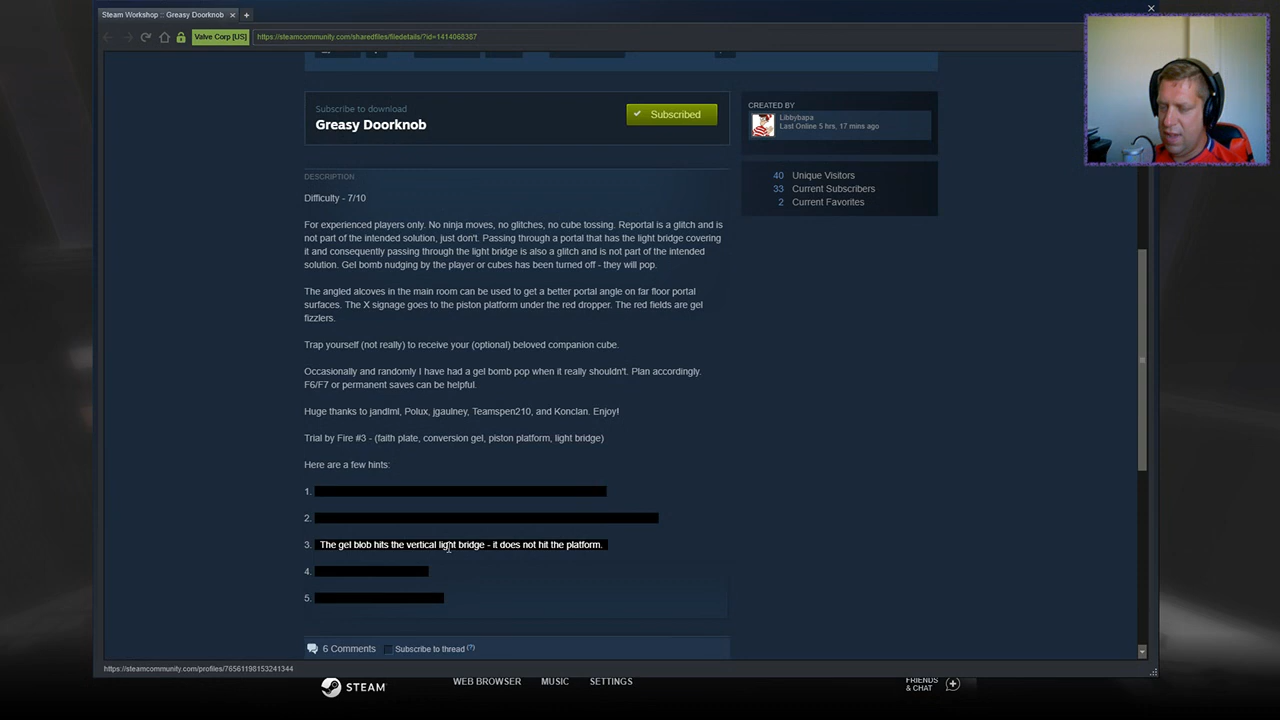 Steam Workshop :: Greasy Doorknob
Valve Corp [US]
https://steamcommunity.com/sharedfiles/filedetails/?id=1414068387
Subscribe to download
Greasy Doorknob
Subscribed
CREATED BY
Libbybapa
Last Online 5 hrs, 17 mins ago
40 Unique Visitors
33 Current Subscribers
2 Current Favorites
DESCRIPTION
Difficulty - 7/10
For experienced players only. No ninja moves, no glitches, no cube tossing. Reportal is a glitch and is
not part of the intended solution, just don't. Passing through a portal that has the light bridge covering
it and consequently passing through the light bridge is also a glitch and is not part of the intended
solution. Gel bomb nudging by the player or cubes has been turned off - they will pop.
The angled alcoves in the main room can be used to get a better portal angle on far floor portal
surfaces. The X signage goes to the piston platform under the red dropper. The red fields are gel
fizzlers.
Trap yourself (not really) to receive your (optional) beloved companion cube.
Occasionally and randomly I have had a gel bomb pop when it really shouldn't. Plan accordingly.
F6/F7 or permanent saves can be helpful.
Huge thanks to jandlml, Polux, jgaulney, Teamspen210, and Konclan. Enjoy!
Trial by Fire #3 - (faith plate, conversion gel, piston platform, light bridge)
Here are a few hints:
1.
2.
3. The gel blob hits the vertical light bridge - it does not hit the platform.
4.
5.
6 Comments
Subscribe to thread (?)
https://steamcommunity.com/profiles/76561198153241344
STEAM
WEB BROWSER
MUSIC
SETTINGS
FRIENDS
& CHAT